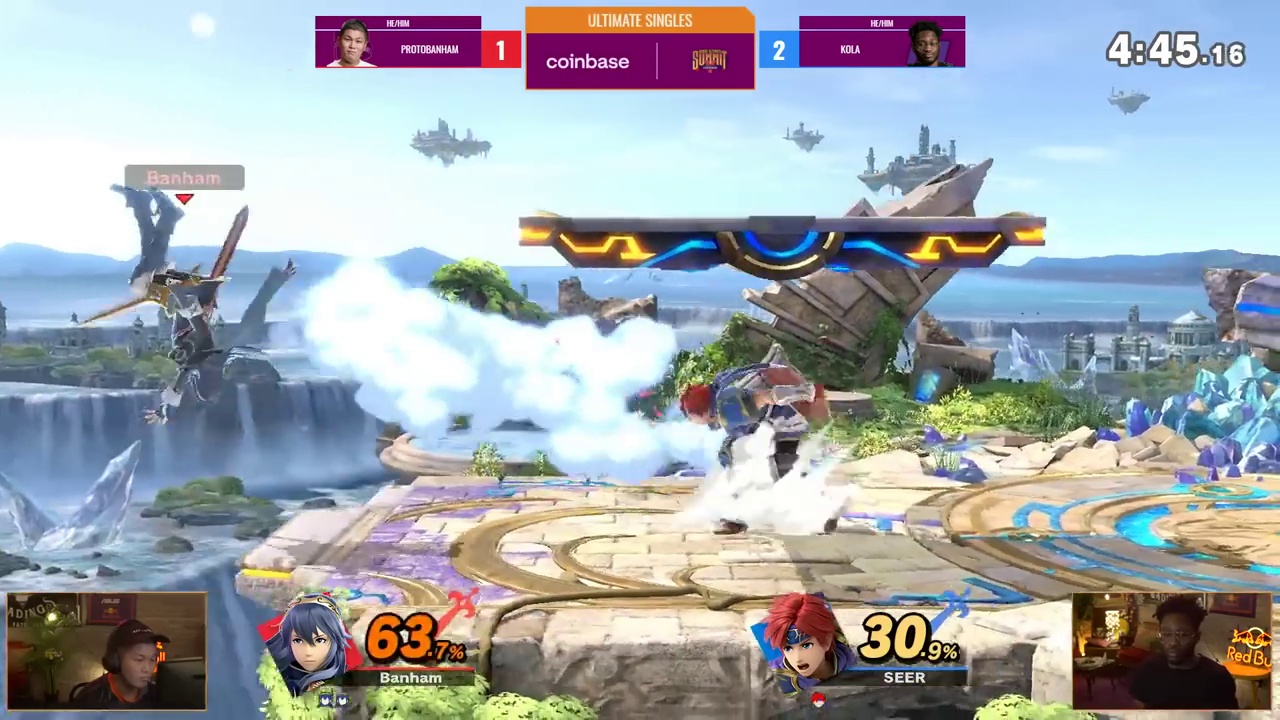 HE/HIM
PROTOBANHAM
1
ULTIMATE SINGLES
coinbase
SUMMIT
2
HE/HIM
KOLA
4:45.16
Banham
63.7%
Banham
30.9%
SEER
Red Bu